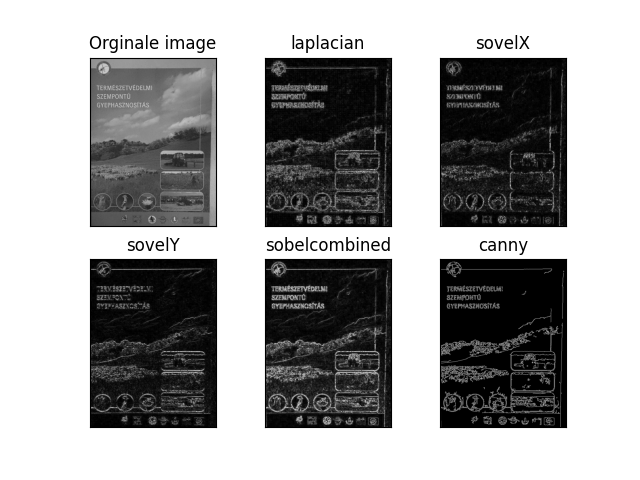 Orginale image
laplacian
sovelX
TERMÉSZETVÉDELMI
SZEMPONTÚ
GYEPHASZNOSÍTÁS
TERMÉSZETVÉDELMI
SZEMPONTÚ
GYEPHASZNOSÍTÁS
TERMÉSZETVÉDELMI
SZEMPONTÚ
GYEPHASZNOSÍTÁS
sovelY
sobelcombined
canny
TERMÉSZETVÉDELMI
SZEMPONTÚ
GYEPHASZNOSÍTÁS
TERMÉSZETVÉDELMI
SZEMPONTÚ
GYEPHASZNOSÍTÁS
TERMÉSZETVÉDELMI
SZEMPONTÚ
GYEPHASZNOSÍTÁS